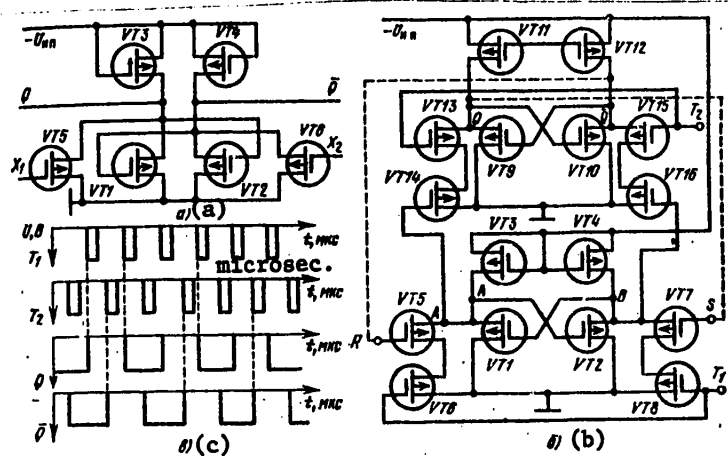 -Uип
VT3
VT4
Q
Q̄
VT5
VT6
X1
X2
VT1
VT2
а) (a)
U,В
T1
t, мкс
microsec.
T2
t, мкс
Q
t, мкс
Q̄
t, мкс
в) (c)
-Uип
VT11
VT12
VT13
Q
Q̄
VT15
T2
VT14
VT9
VT10
VT16
VT3
VT4
VT5
A
A
B
VT7
S
R
VT1
VT2
T1
VT6
VT8
б) (b)